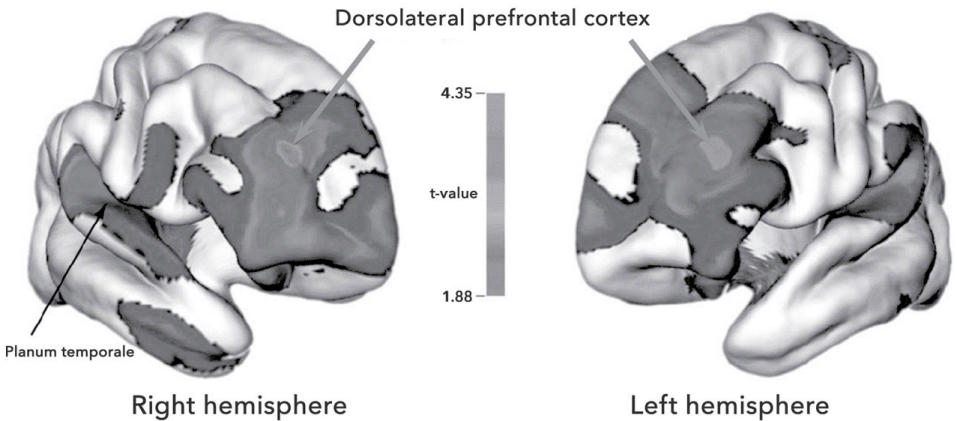 Dorsolateral prefrontal cortex
4.35
t-value
1.88
Planum temporale
Right hemisphere
Left hemisphere